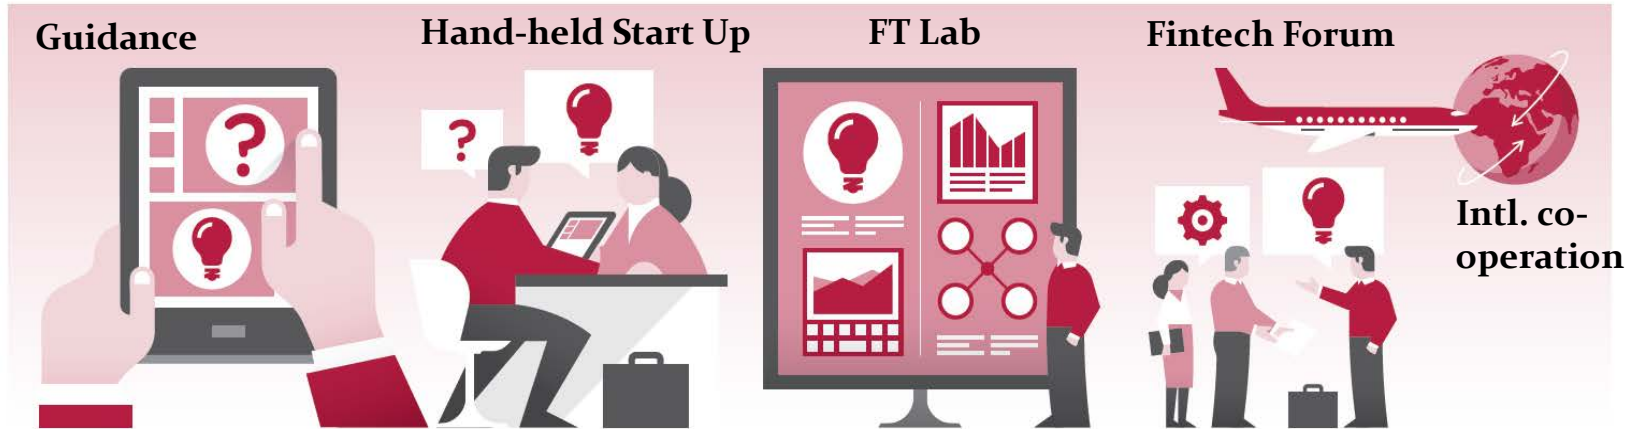 Guidance
Hand-held Start Up
FT Lab
Fintech Forum
?
?
Intl. co-
operation